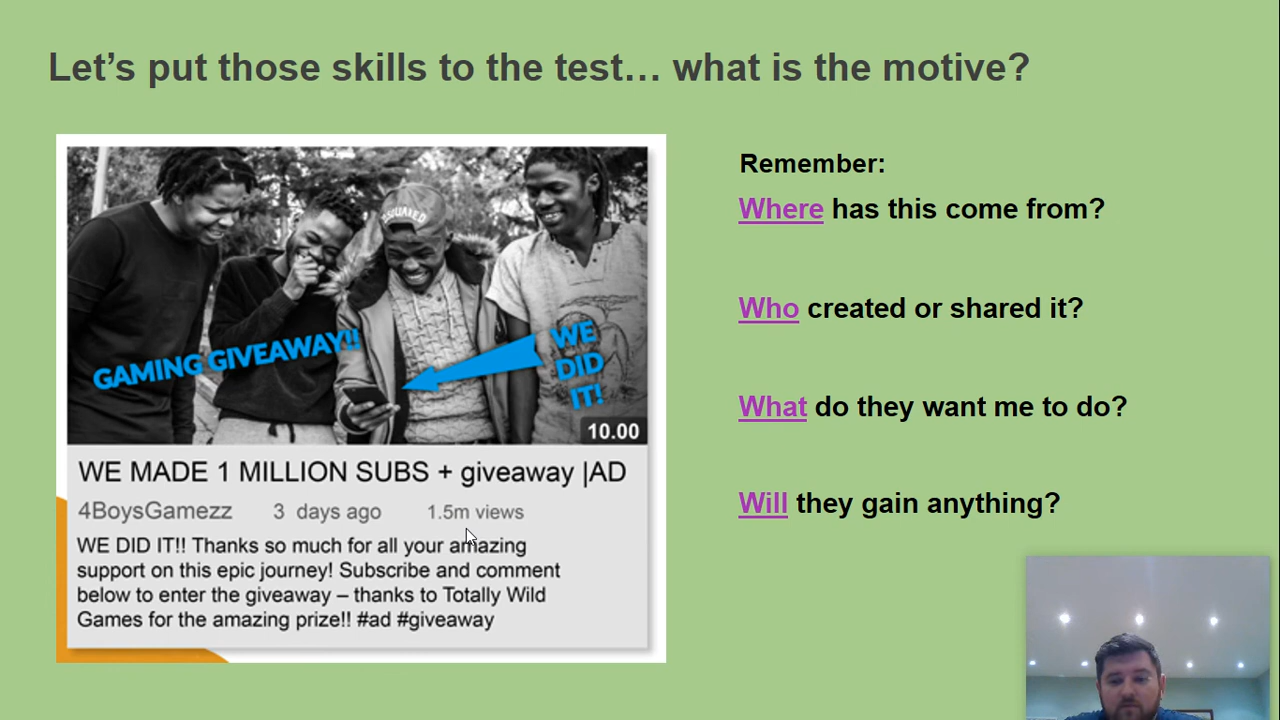 Let’s put those skills to the test… what is the motive?
GAMING GIVEAWAY!!
WE
DID
IT!
10.00
WE MADE 1 MILLION SUBS + giveaway |AD
4BoysGamezz 3 days ago 1.5m views
WE DID IT!! Thanks so much for all your amazing
support on this epic journey! Subscribe and comment
below to enter the giveaway – thanks to Totally Wild
Games for the amazing prize!! #ad #giveaway
Remember:
Where has this come from?
Who created or shared it?
What do they want me to do?
Will they gain anything?